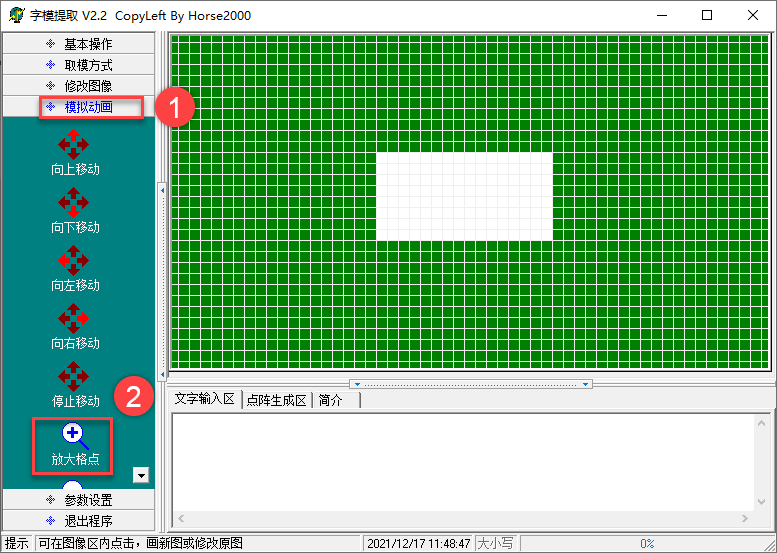 字模提取 V2.2 CopyLeft By Horse2000
基本操作
取模方式
修改图像
模拟动画
1
向上移动
向下移动
向左移动
向右移动
停止移动
2
放大格点
参数设置
退出程序
文字输入区
点阵生成区
简介
提示
可在图像区内点击，画新图或修改原图
2021/12/17 11:48:47
大小写
0%